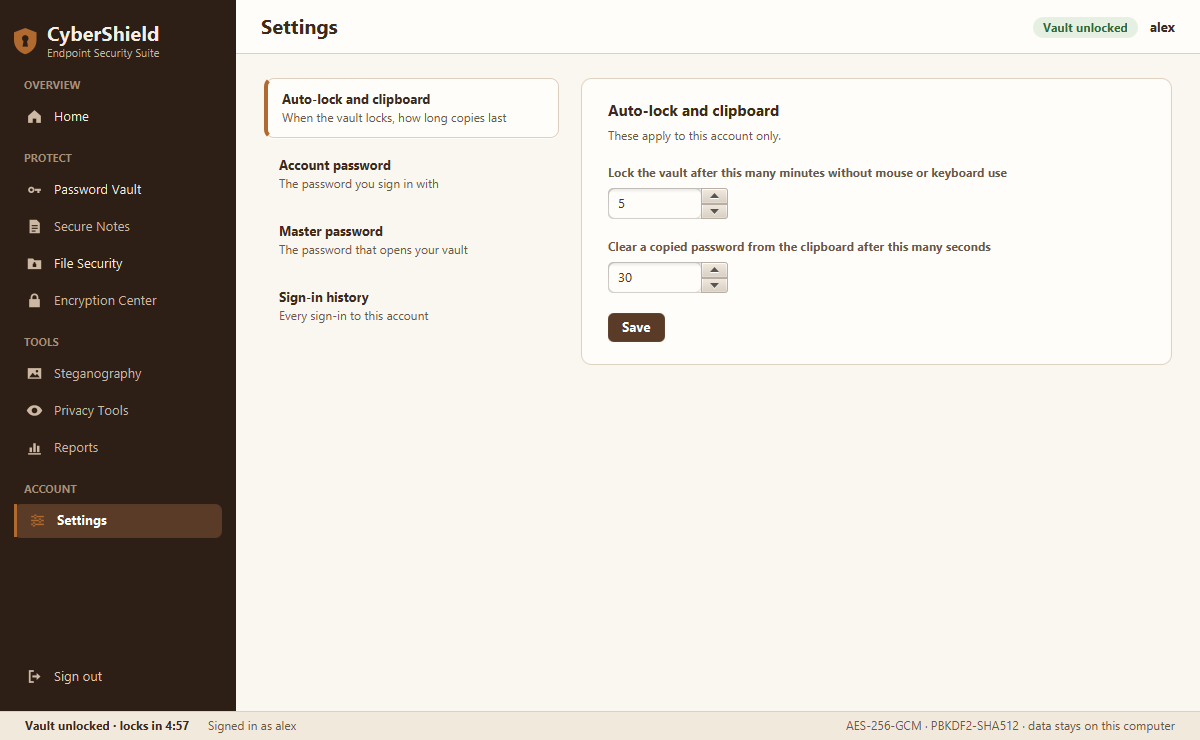 CyberShield
Endpoint Security Suite
OVERVIEW
Home
PROTECT
Password Vault
Secure Notes
File Security
Encryption Center
TOOLS
Steganography
Privacy Tools
Reports
ACCOUNT
Settings
Sign out
Settings
Vault unlocked
alex
Auto-lock and clipboard
When the vault locks, how long copies last
Account password
The password you sign in with
Master password
The password that opens your vault
Sign-in history
Every sign-in to this account
Auto-lock and clipboard
These apply to this account only.
Lock the vault after this many minutes without mouse or keyboard use
5
Clear a copied password from the clipboard after this many seconds
30
Save
Vault unlocked · locks in 4:57
Signed in as alex
AES-256-GCM · PBKDF2-SHA512 · data stays on this computer